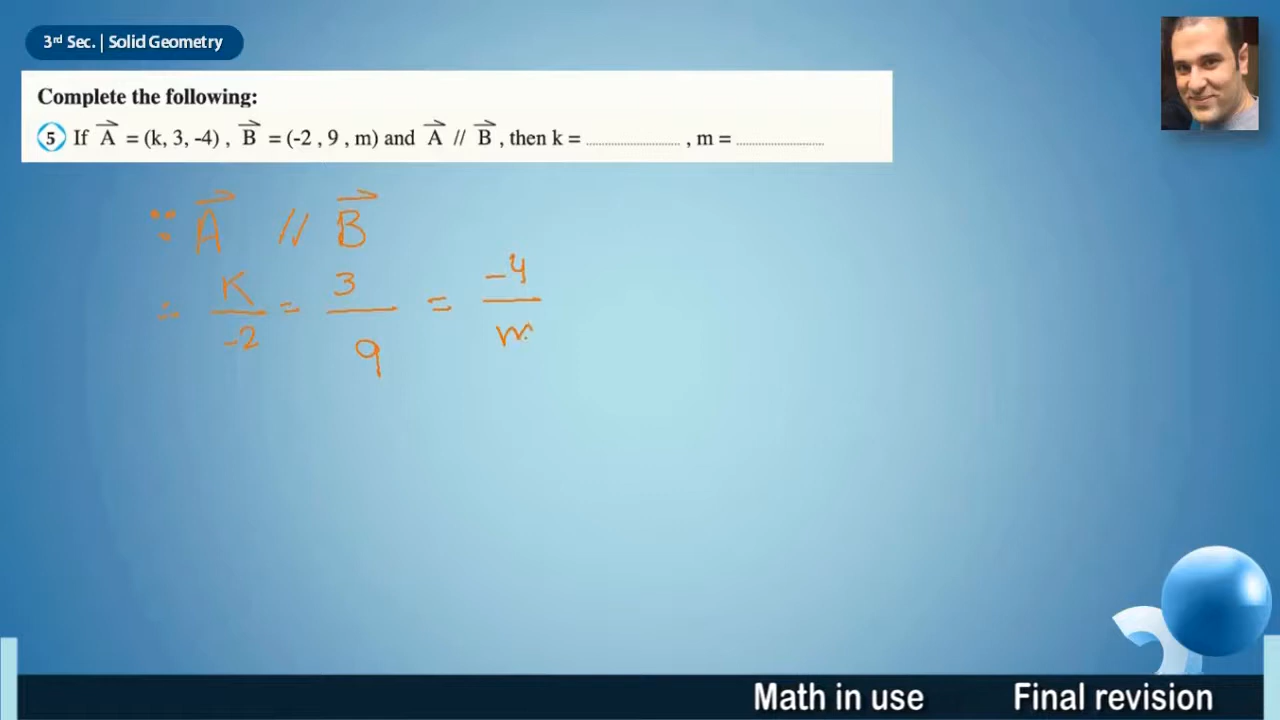 3rd Sec. | Solid Geometry
Complete the following:
5 If A⃗ = (k, 3, -4) , B⃗ = (-2 , 9 , m) and A⃗ // B⃗ , then k = .............................. , m = ............................
∵ A⃗ // B⃗
∴ K/-2 = 3/9 = -4/m
Math in use Final revision